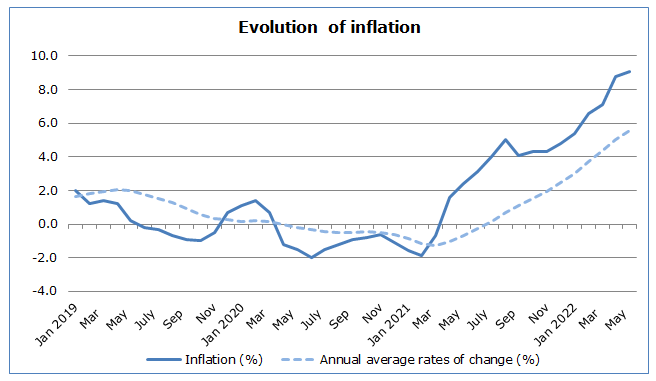 Evolution of inflation
10.0
8.0
6.0
4.0
2.0
0.0
-2.0
-4.0
Jan 2019 Mar May July Sep Nov Jan 2020 Mar May July Sep Nov Jan 2021 Mar May July Sep Nov Jan 2022 Mar May
Inflation (%) Annual average rates of change (%)